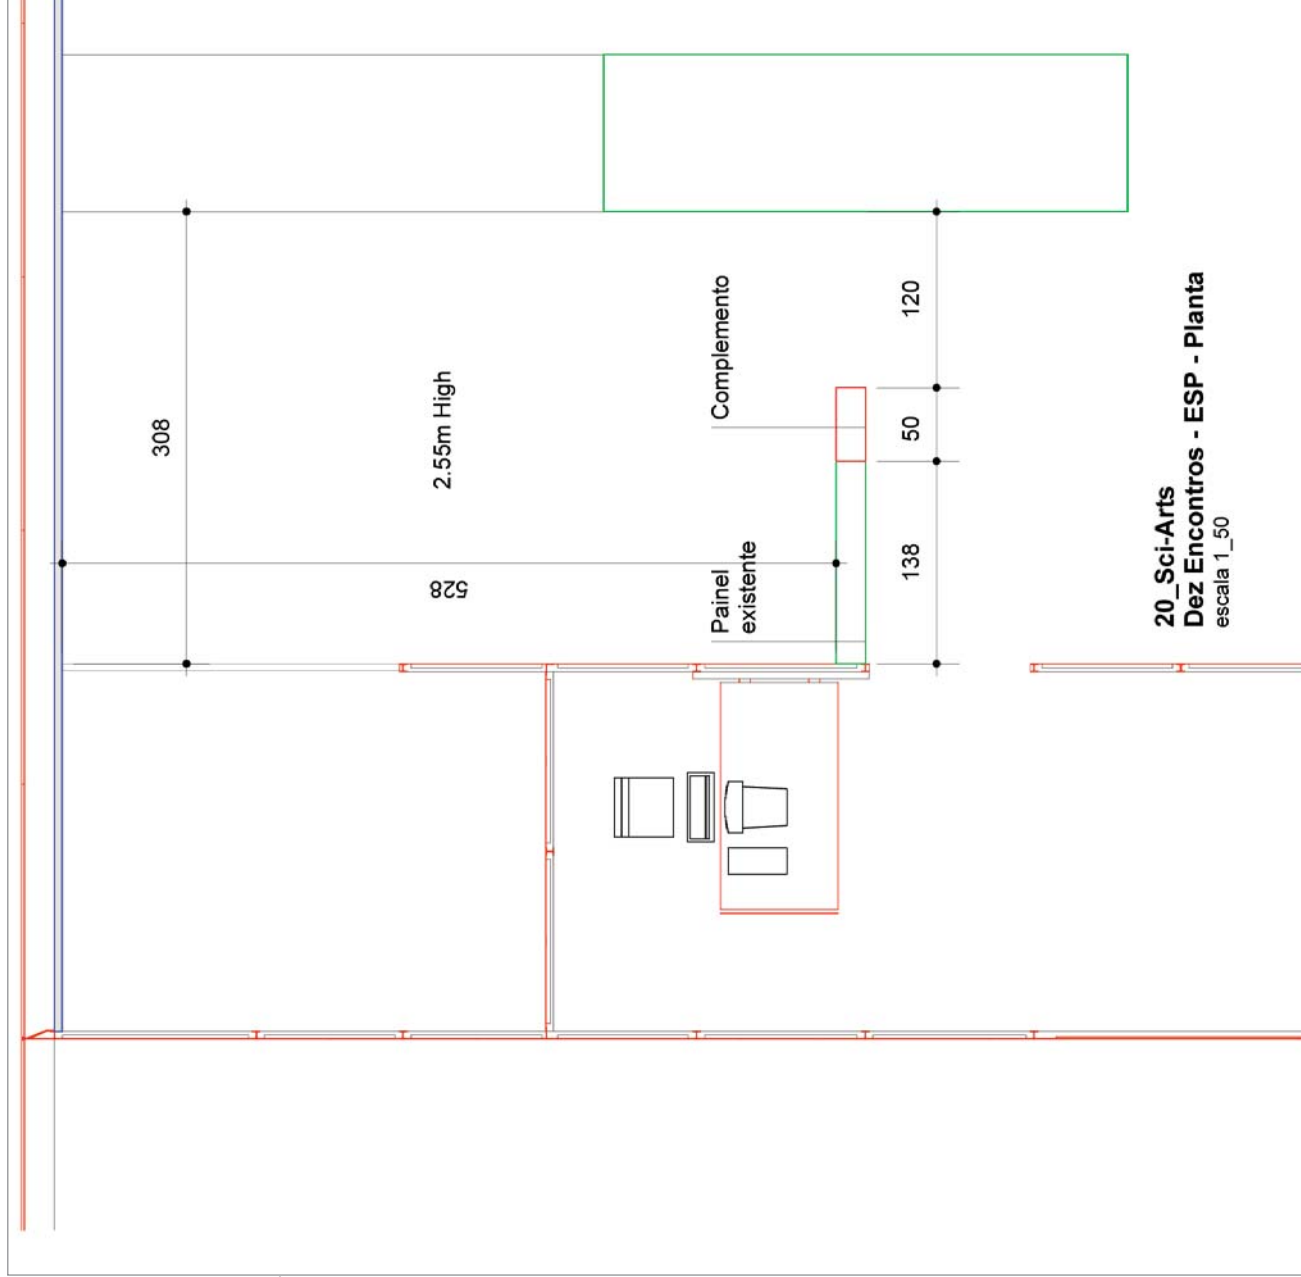 308
2.55m High
528
Complemento
Painel
existente
120
50
138
20_Sci-Arts
Dez Encontros - ESP - Planta
escala 1_50